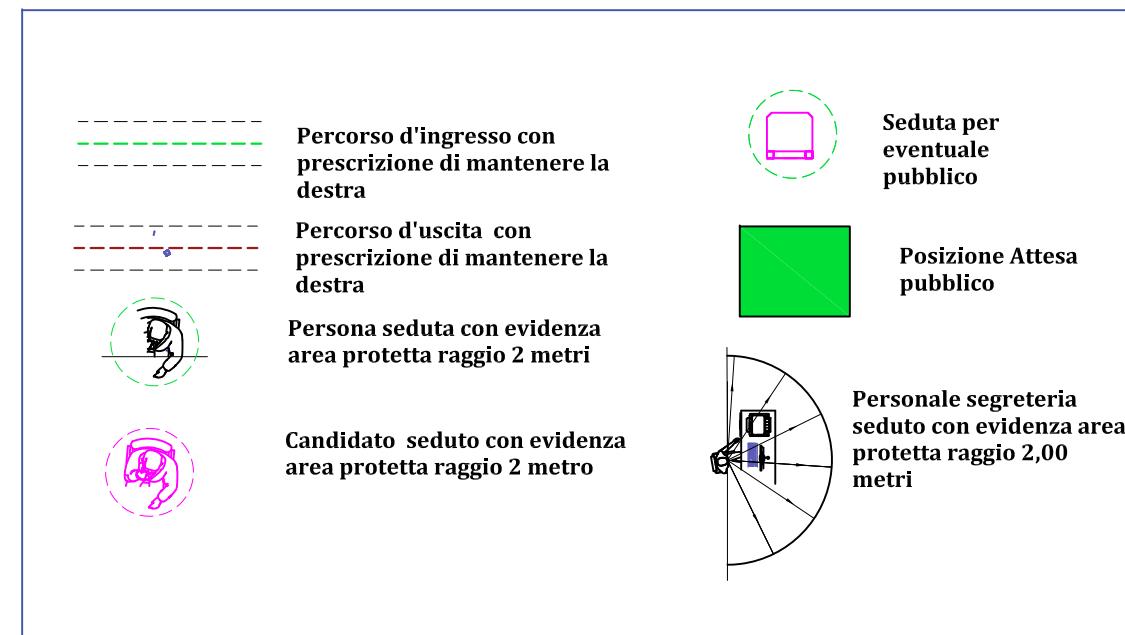 Percorso d'ingresso con
prescrizione di mantenere la
destra
Percorso d'uscita con
prescrizione di mantenere la
destra
Persona seduta con evidenza
area protetta raggio 2 metri
Candidato seduto con evidenza
area protetta raggio 2 metro
Seduta per
eventuale
pubblico
Posizione Attesa
pubblico
Personale segreteria
seduto con evidenza area
protetta raggio 2,00
metri